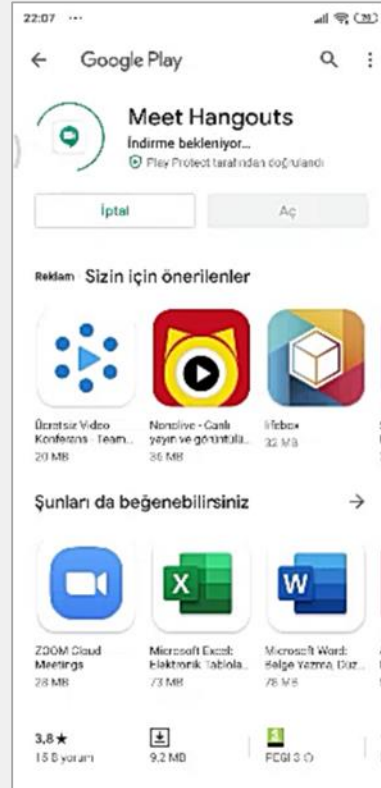 22:07 ...
Google Play
Meet Hangouts
İndirme bekleniyor...
Play Protect tarafından doğrulandı
İptal
Aç
Reklam · Sizin için önerilenler
Ücretsiz Video
Konferans - Team...
20 MB
Nonolive - Canlı
yayın ve görüntülü...
36 MB
lifebox
32 MB
Şunları da beğenebilirsiniz
X
W
ZOOM Cloud
Meetings
28 MB
Microsoft Excel:
Elektronik Tablola...
73 MB
Microsoft Word:
Belge Yazma, Düz...
78 MB
3,8★
15 B yorum
9.2 MB
3
PEGI 3